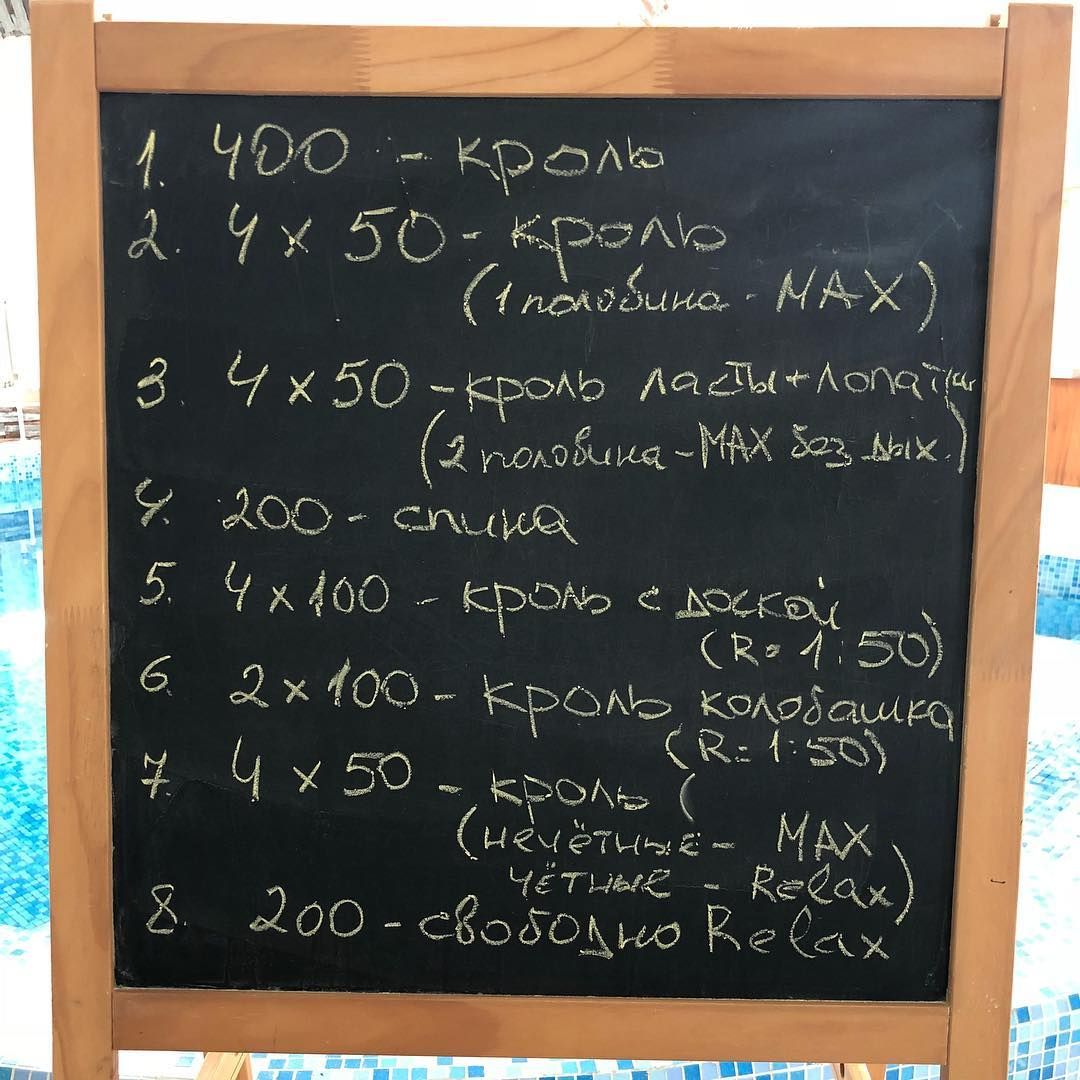 1. 400 - кроль
2. 4 x 50 - кроль
(1 половина - MAX)
3. 4 x 50 - кроль ласты + лопатки
(2 половина - MAX без дых.)
4. 200 - спина
5. 4 x 100 - кроль с доской
(R = 1:50)
6. 2 x 100 - кроль колобашка
(R = 1:50)
7. 4 x 50 - кроль (
(нечётные - MAX
чётные - Relax)
8. 200 - свободно Relax